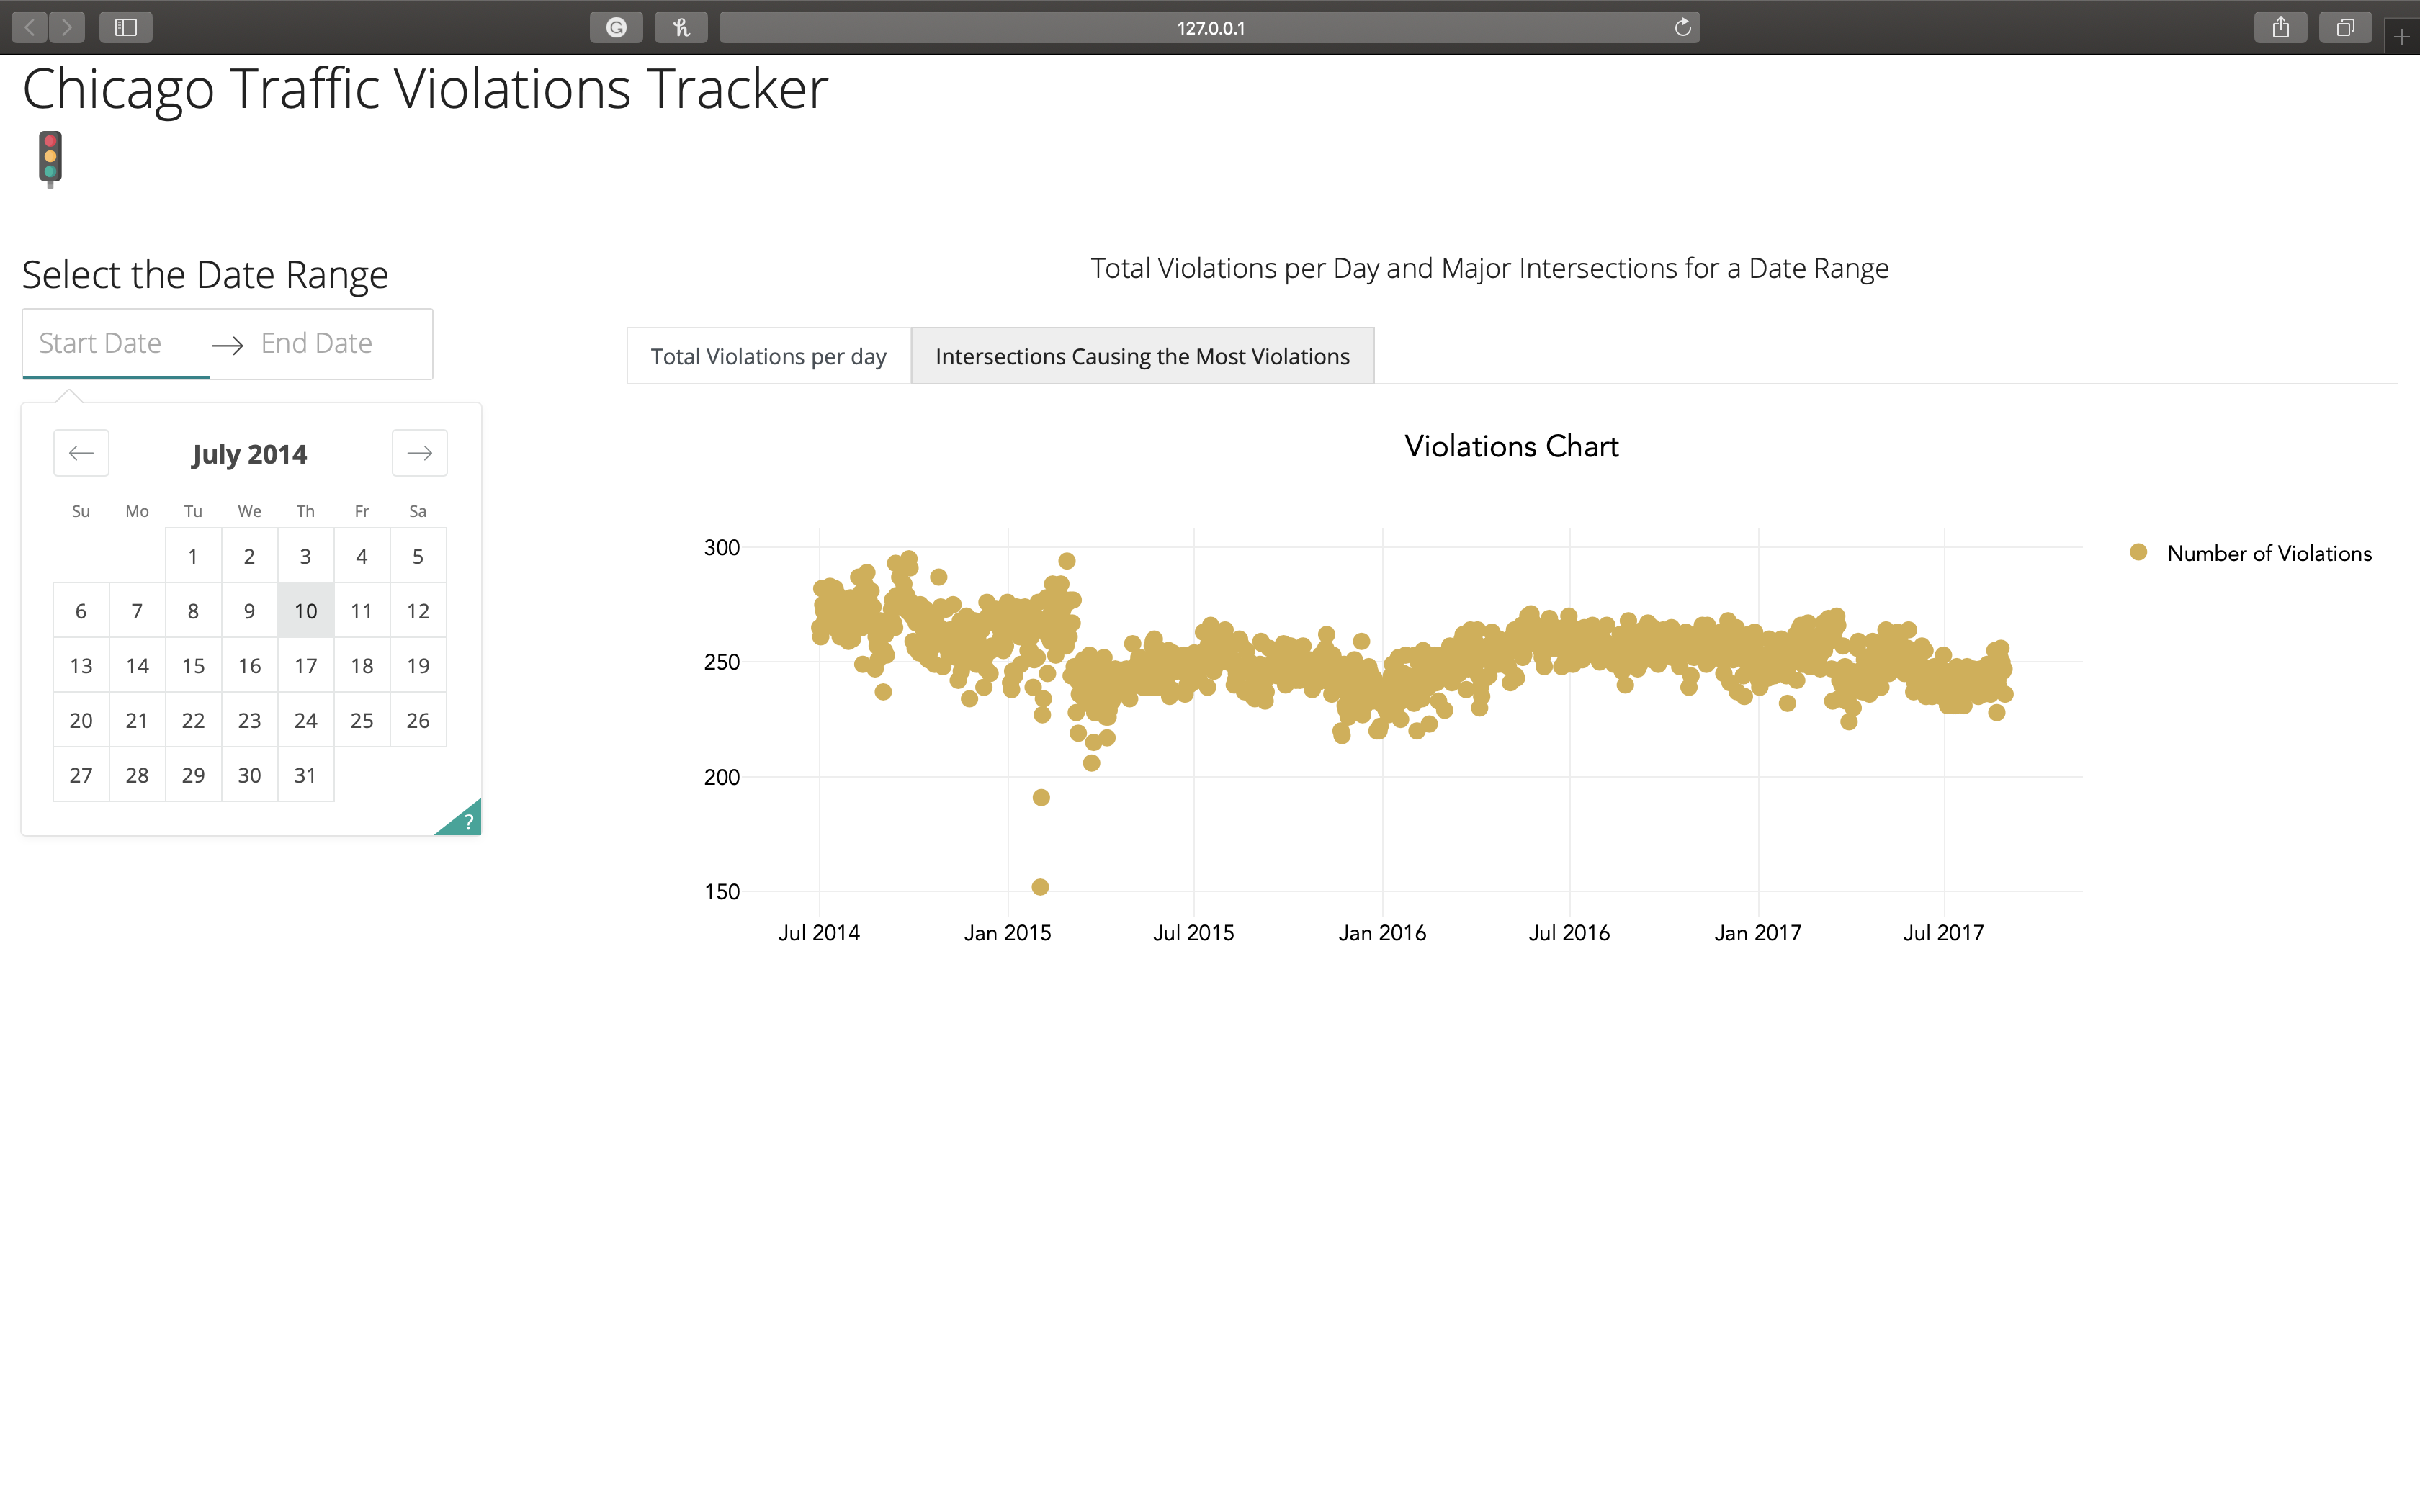 127.0.0.1
Chicago Traffic Violations Tracker
Select the Date Range
Start Date → End Date
July 2014
Su Mo Tu We Th Fr Sa
1 2 3 4 5
6 7 8 9 10 11 12
13 14 15 16 17 18 19
20 21 22 23 24 25 26
27 28 29 30 31
?
Total Violations per Day and Major Intersections for a Date Range
Total Violations per day
Intersections Causing the Most Violations
Violations Chart
300
250
200
150
Jul 2014 Jan 2015 Jul 2015 Jan 2016 Jul 2016 Jan 2017 Jul 2017
Number of Violations